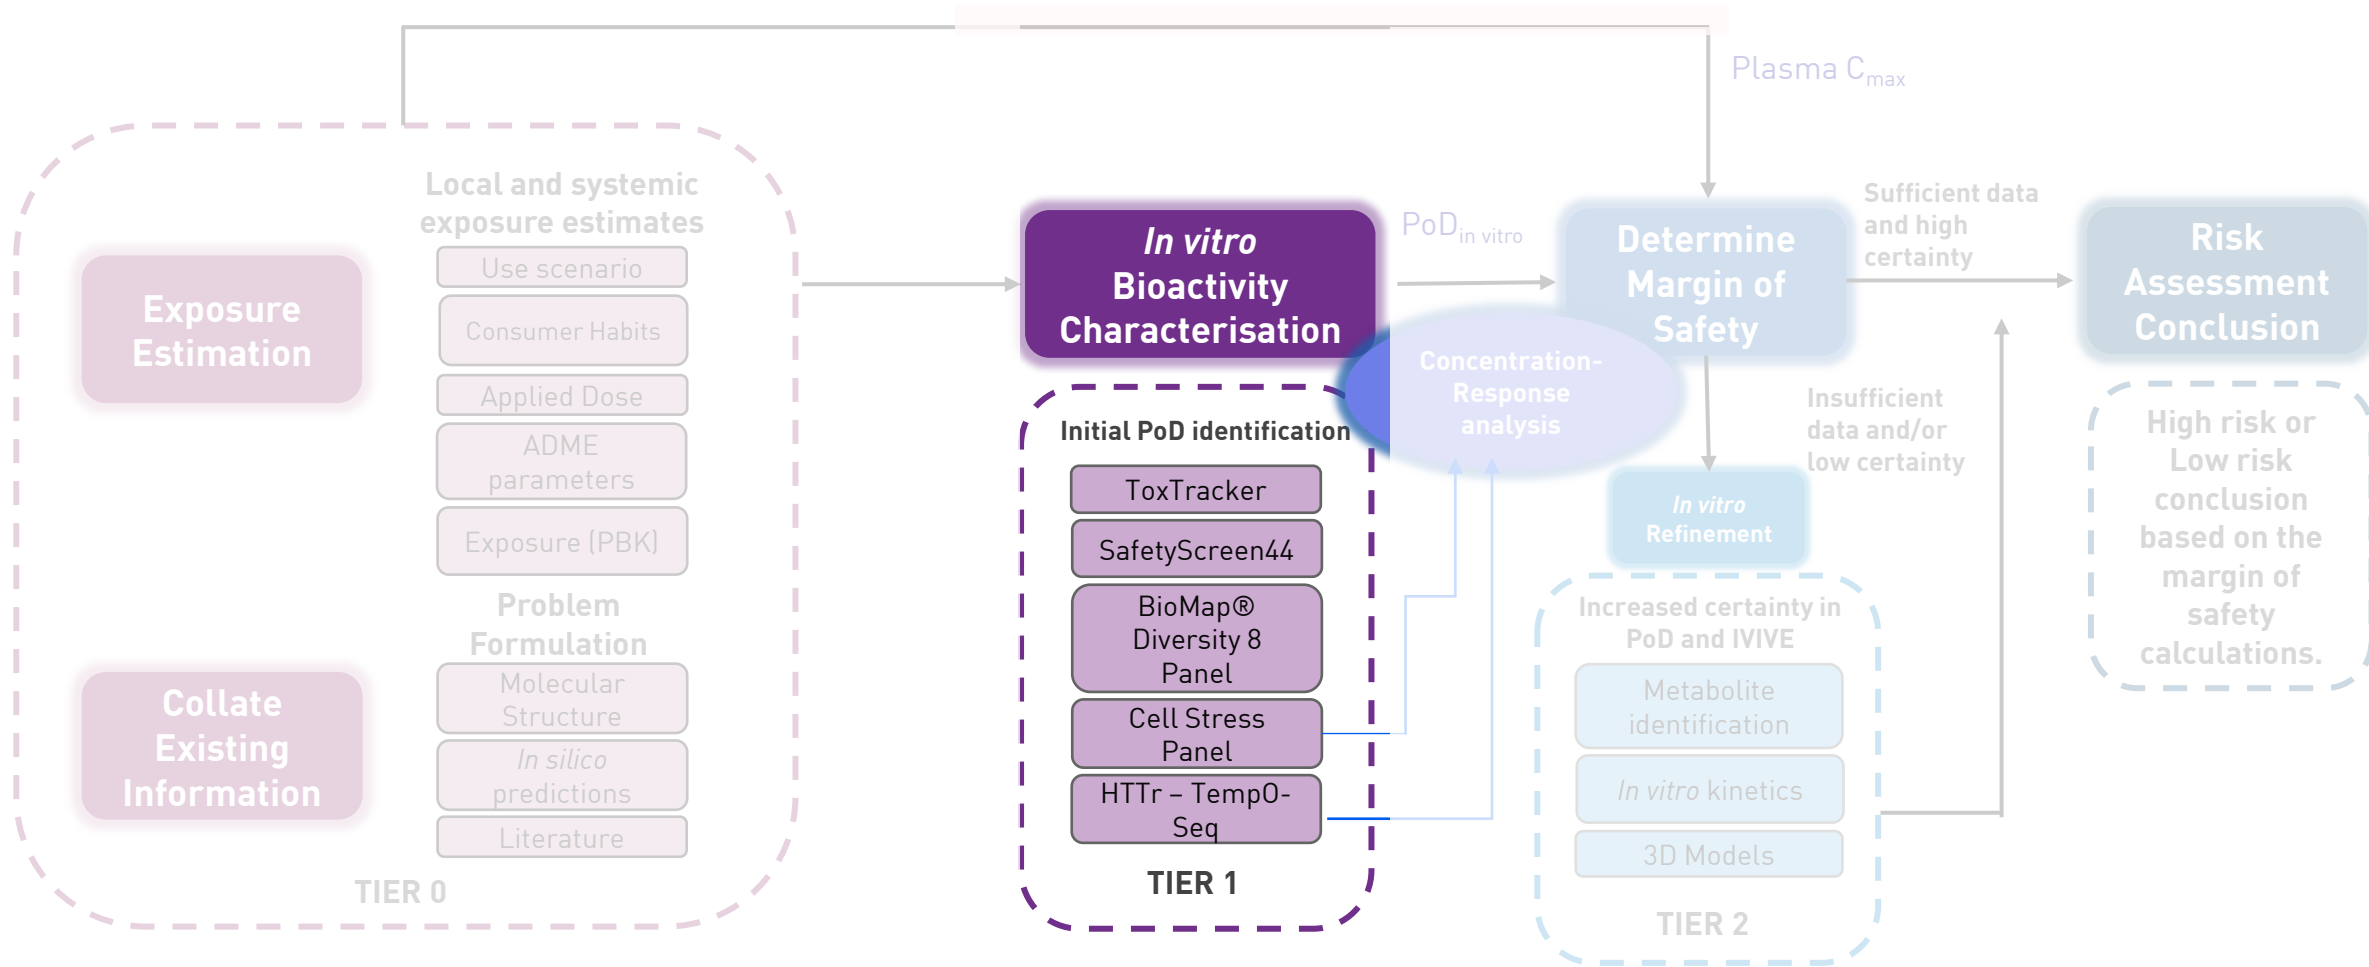 Plasma Cmax
Local and systemic
exposure estimates
Use scenario
Consumer Habits
Applied Dose
ADME
parameters
Exposure (PBK)
Exposure
Estimation
Problem
Formulation
Molecular
Structure
In silico
predictions
Literature
Collate
Existing
Information
TIER 0
In vitro
Bioactivity
Characterisation
Initial PoD identification
ToxTracker
SafetyScreen44
BioMap®
Diversity 8
Panel
Cell Stress
Panel
HTTr – TempO-
Seq
TIER 1
PoDin vitro
Concentration-
Response
analysis
Determine
Margin of
Safety
Sufficient data
and high
certainty
Insufficient
data and/or
low certainty
In vitro
Refinement
Increased certainty in
PoD and IVIVE
Metabolite
identification
In vitro kinetics
3D Models
TIER 2
Risk
Assessment
Conclusion
High risk or
Low risk
conclusion
based on the
margin of
safety
calculations.